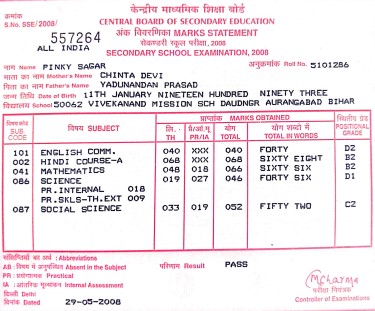 केन्द्रीय माध्यमिक शिक्षा बोर्ड
क्रमांक
S.No. SSE/2008/
CENTRAL BOARD OF SECONDARY EDUCATION
557264
अंक विवरणिका MARKS STATEMENT
ALL INDIA
सेकण्डरी स्कूल परीक्षा, 2008
SECONDARY SCHOOL EXAMINATION, 2008
नाम Name PINKY SAGAR अनुक्रमांक Roll No. 5101286
माता का नाम Mother's Name CHINTA DEVI
पिता का नाम Father's Name YADUNANDAN PRASAD
जन्म तिथि Date of Birth 11TH JANUARY NINETEEN HUNDRED NINETY THREE
विद्यालय School 50062 VIVEKANAND MISSION SCH DAUDNGR AURANGABAD BIHAR
प्राप्तांक MARKS OBTAINED
SUB. CODE विषय SUBJECT लि. - TH प्रै/आं.मू. PR/IA योग TOTAL योग शब्दों में TOTAL IN WORDS स्थितीय ग्रेड POSITIONAL GRADE
101 ENGLISH COMM. 040 XXX 040 FORTY D2
002 HINDI COURSE-A 068 XXX 068 SIXTY EIGHT B2
041 MATHEMATICS 048 018 066 SIXTY SIX B2
086 SCIENCE 019 027 046 FORTY SIX D1
PR.INTERNAL 018
PR.SKLS-TH.EXT 009
087 SOCIAL SCIENCE 033 019 052 FIFTY TWO C2
संक्षिप्तियों का अर्थ : Abbreviations
AB : विषय में अनुपस्थित Absent in the Subject परिणाम Result PASS
PR : प्रयोगात्मक Practical
IA : आंतरिक मूल्यांकन Internal Assessment
दिल्ली Delhi
परीक्षा नियंत्रक
दिनांक Dated 29-05-2008 Controller of Examinations